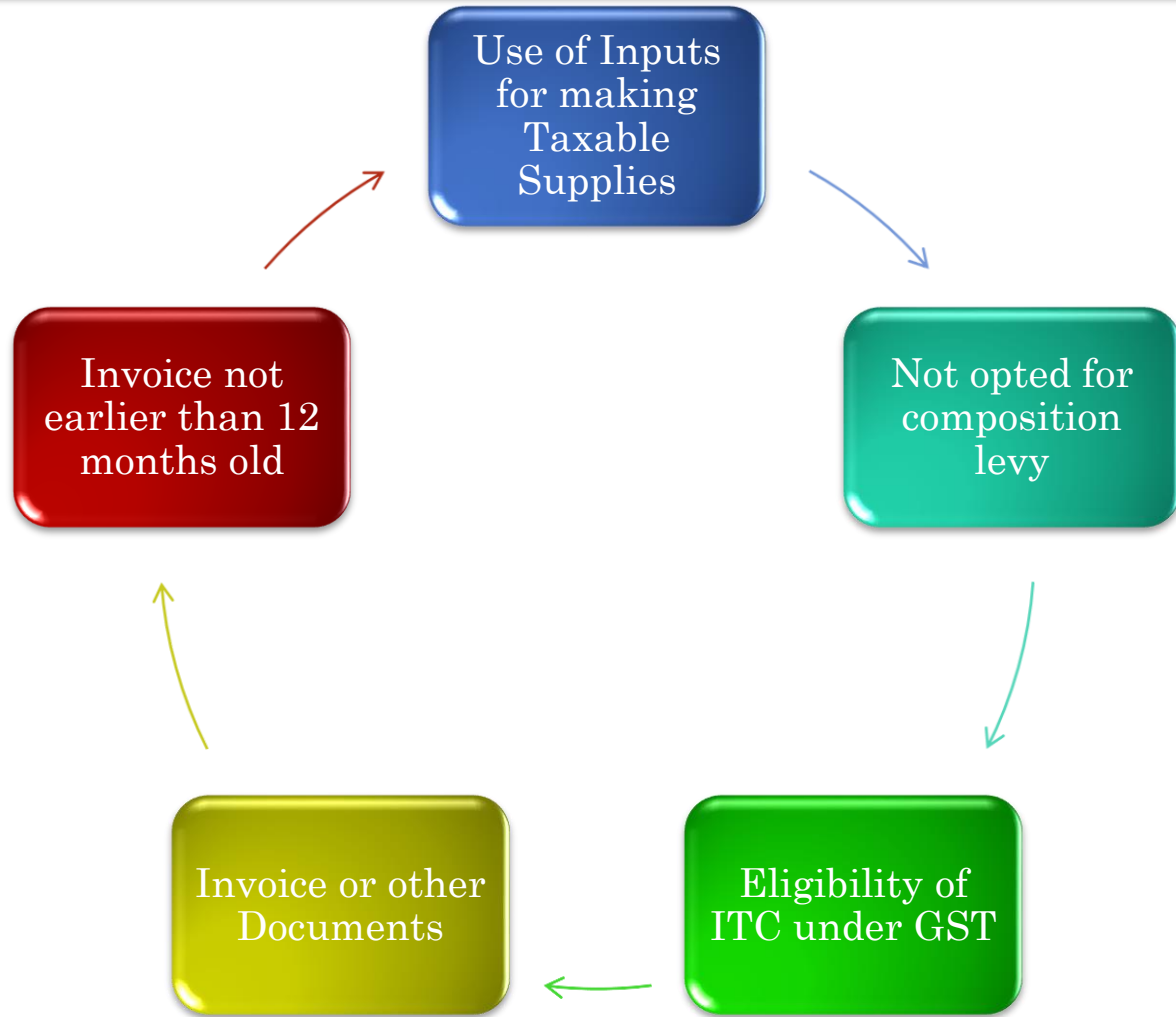 Use of Inputs
for making
Taxable
Supplies
Not opted for
composition
levy
Eligibility of
ITC under GST
Invoice or other
Documents
Invoice not
earlier than 12
months old